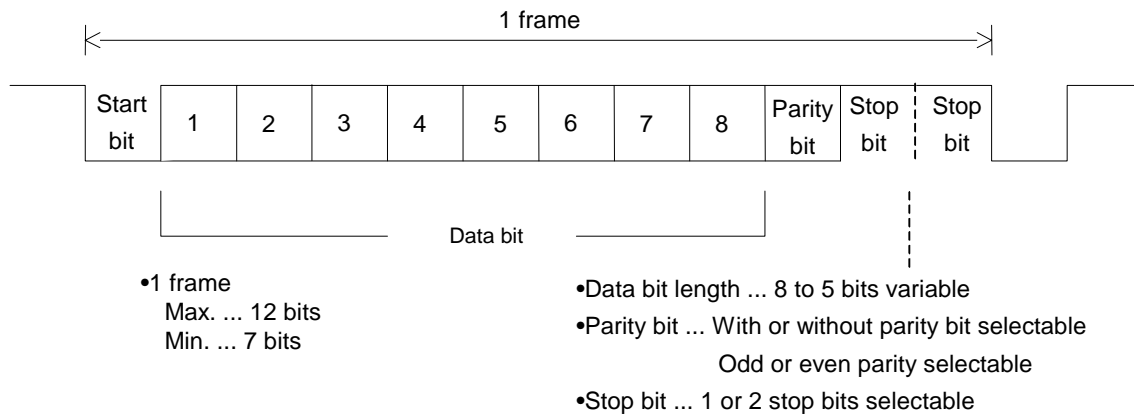 1 frame
Start bit
1 2 3 4 5 6 7 8
Parity bit
Stop bit
Stop bit
Data bit
•1 frame
Max. ... 12 bits
Min. ... 7 bits
•Data bit length ... 8 to 5 bits variable
•Parity bit ... With or without parity bit selectable
Odd or even parity selectable
•Stop bit ... 1 or 2 stop bits selectable